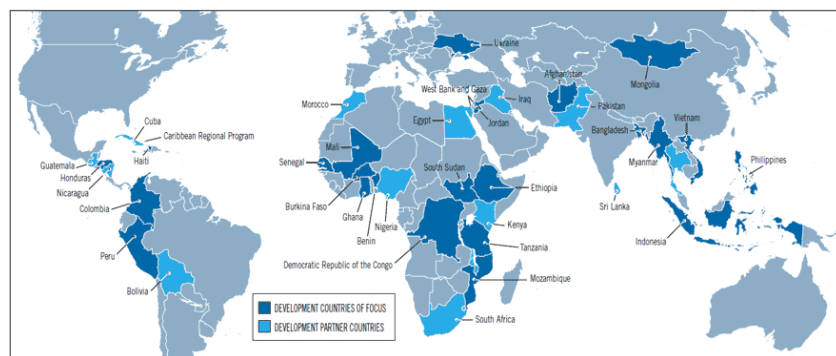 Ukraine
Mongolia
Afghanistan
West Bank and Gaza
Iraq
Morocco
Pakistan
Cuba
Vietnam
Egypt
Jordan
Caribbean Regional Program
Bangladesh
Mali
Guatemala
Haiti
Senegal
South Sudan
Myanmar
Philippines
Honduras
Nicaragua
Ethiopia
Burkina Faso
Sri Lanka
Colombia
Ghana
Nigeria
Kenya
Benin
Indonesia
Tanzania
Peru
Democratic Republic of the Congo
Mozambique
Bolivia
DEVELOPMENT COUNTRIES OF FOCUS
South Africa
DEVELOPMENT PARTNER COUNTRIES